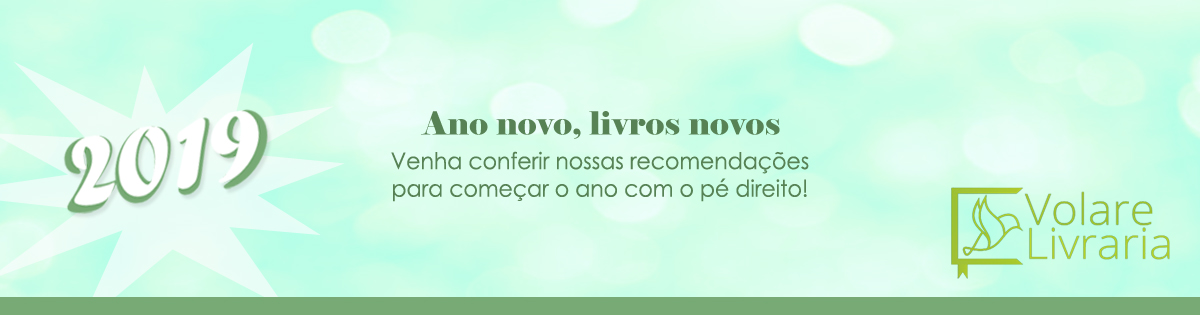 2019
Ano novo, livros novos
Venha conferir nossas recomendações
para começar o ano com o pé direito!
Volare
Livraria